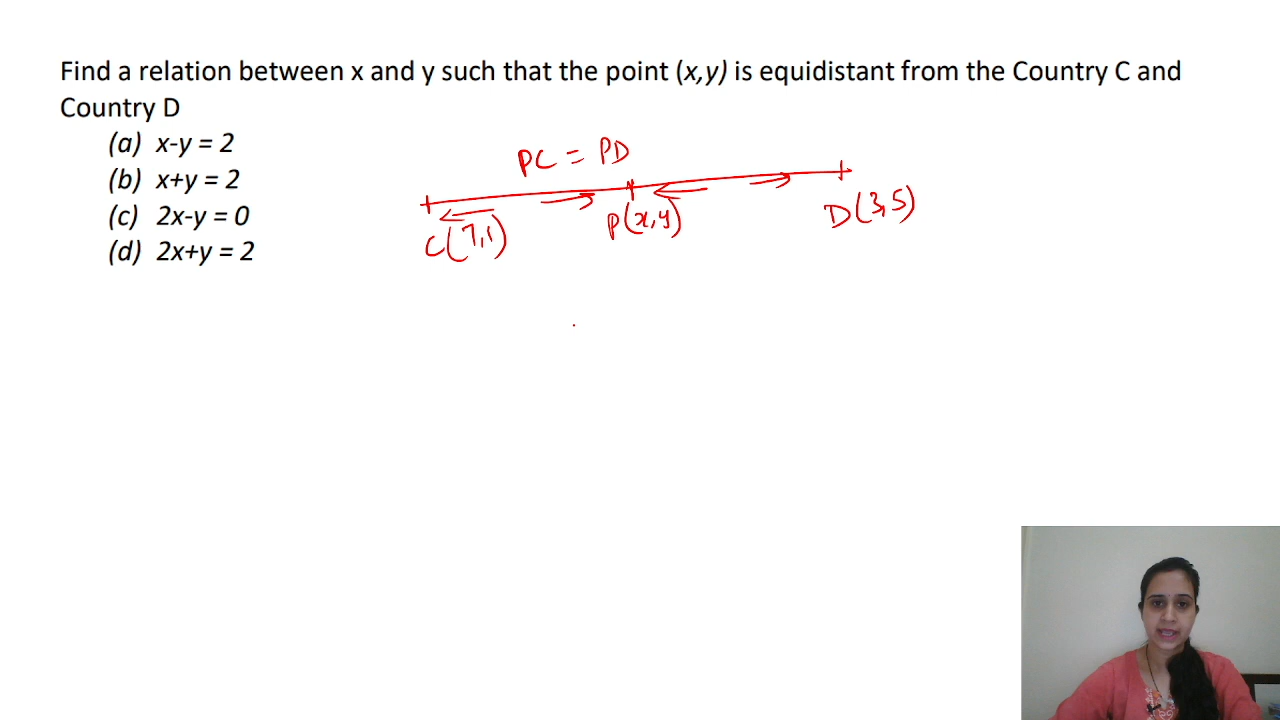 Find a relation between x and y such that the point (x,y) is equidistant from the Country C and
Country D
(a) x-y = 2
(b) x+y = 2
(c) 2x-y = 0
(d) 2x+y = 2
PC = PD
C(7,1)
P(x,y)
D(3,5)